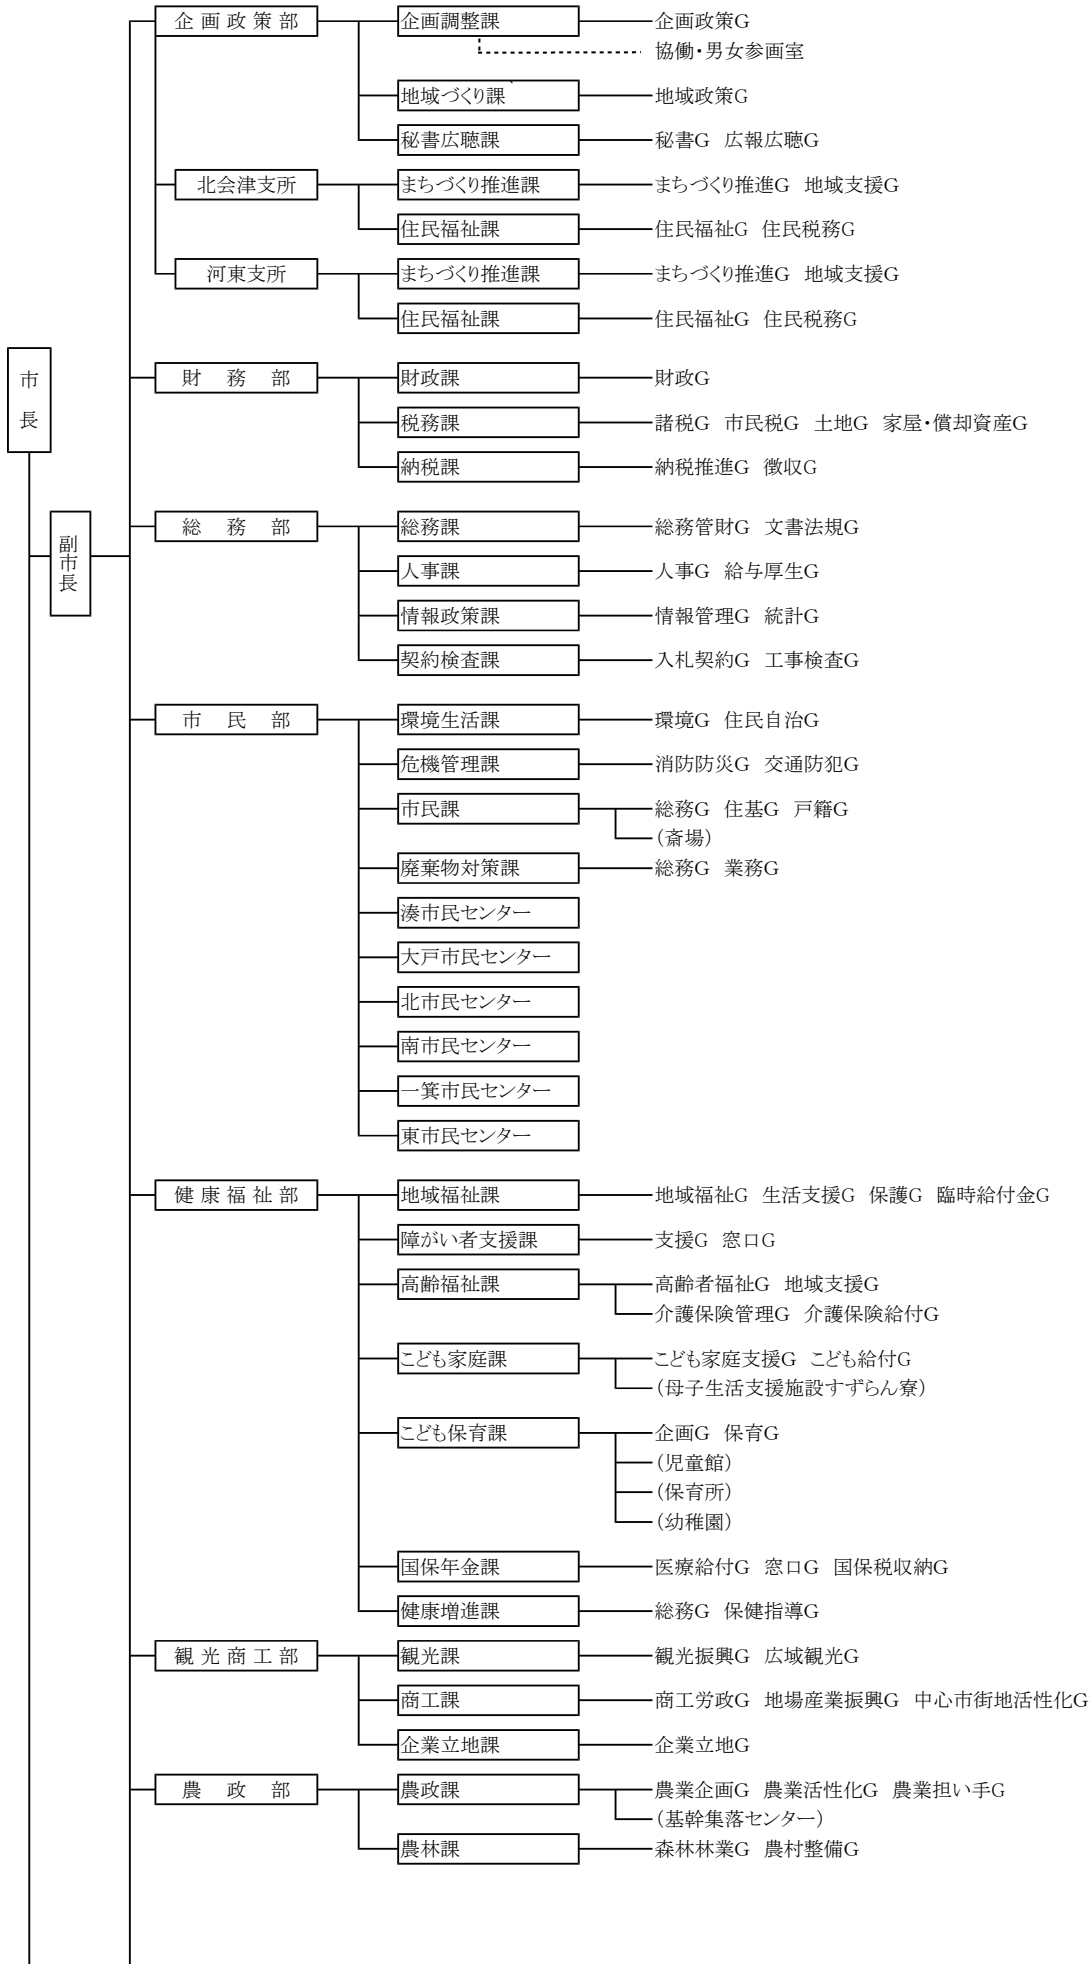 企画政策部 企画調整課 企画政策G
協働・男女参画室
地域づくり課 地域政策G
秘書広聴課 秘書G 広報広聴G
北会津支所 まちづくり推進課 まちづくり推進G 地域支援G
住民福祉課 住民福祉G 住民税務G
河東支所 まちづくり推進課 まちづくり推進G 地域支援G
住民福祉課 住民福祉G 住民税務G
市長
財務部 財政課 財政G
税務課 諸税G 市民税G 土地G 家屋・償却資産G
納税課 納税推進G 徴収G
副市長
総務部 総務課 総務管財G 文書法規G
人事課 人事G 給与厚生G
情報政策課 情報管理G 統計G
契約検査課 入札契約G 工事検査G
市民部 環境生活課 環境G 住民自治G
危機管理課 消防防災G 交通防犯G
市民課 総務G 住基G 戸籍G
(斎場)
廃棄物対策課 総務G 業務G
湊市民センター
大戸市民センター
北市民センター
南市民センター
一箕市民センター
東市民センター
健康福祉部 地域福祉課 地域福祉G 生活支援G 保護G 臨時給付金G
障がい者支援課 支援G 窓口G
高齢福祉課 高齢者福祉G 地域支援G
介護保険管理G 介護保険給付G
こども家庭課 こども家庭支援G こども給付G
(母子生活支援施設すずらん寮)
こども保育課 企画G 保育G
(児童館)
(保育所)
(幼稚園)
国保年金課 医療給付G 窓口G 国保税収納G
健康増進課 総務G 保健指導G
観光商工部 観光課 観光振興G 広域観光G
商工課 商工労政G 地場産業振興G 中心市街地活性化G
企業立地課 企業立地G
農政部 農政課 農業企画G 農業活性化G 農業担い手G
(基幹集落センター)
農林課 森林林業G 農村整備G